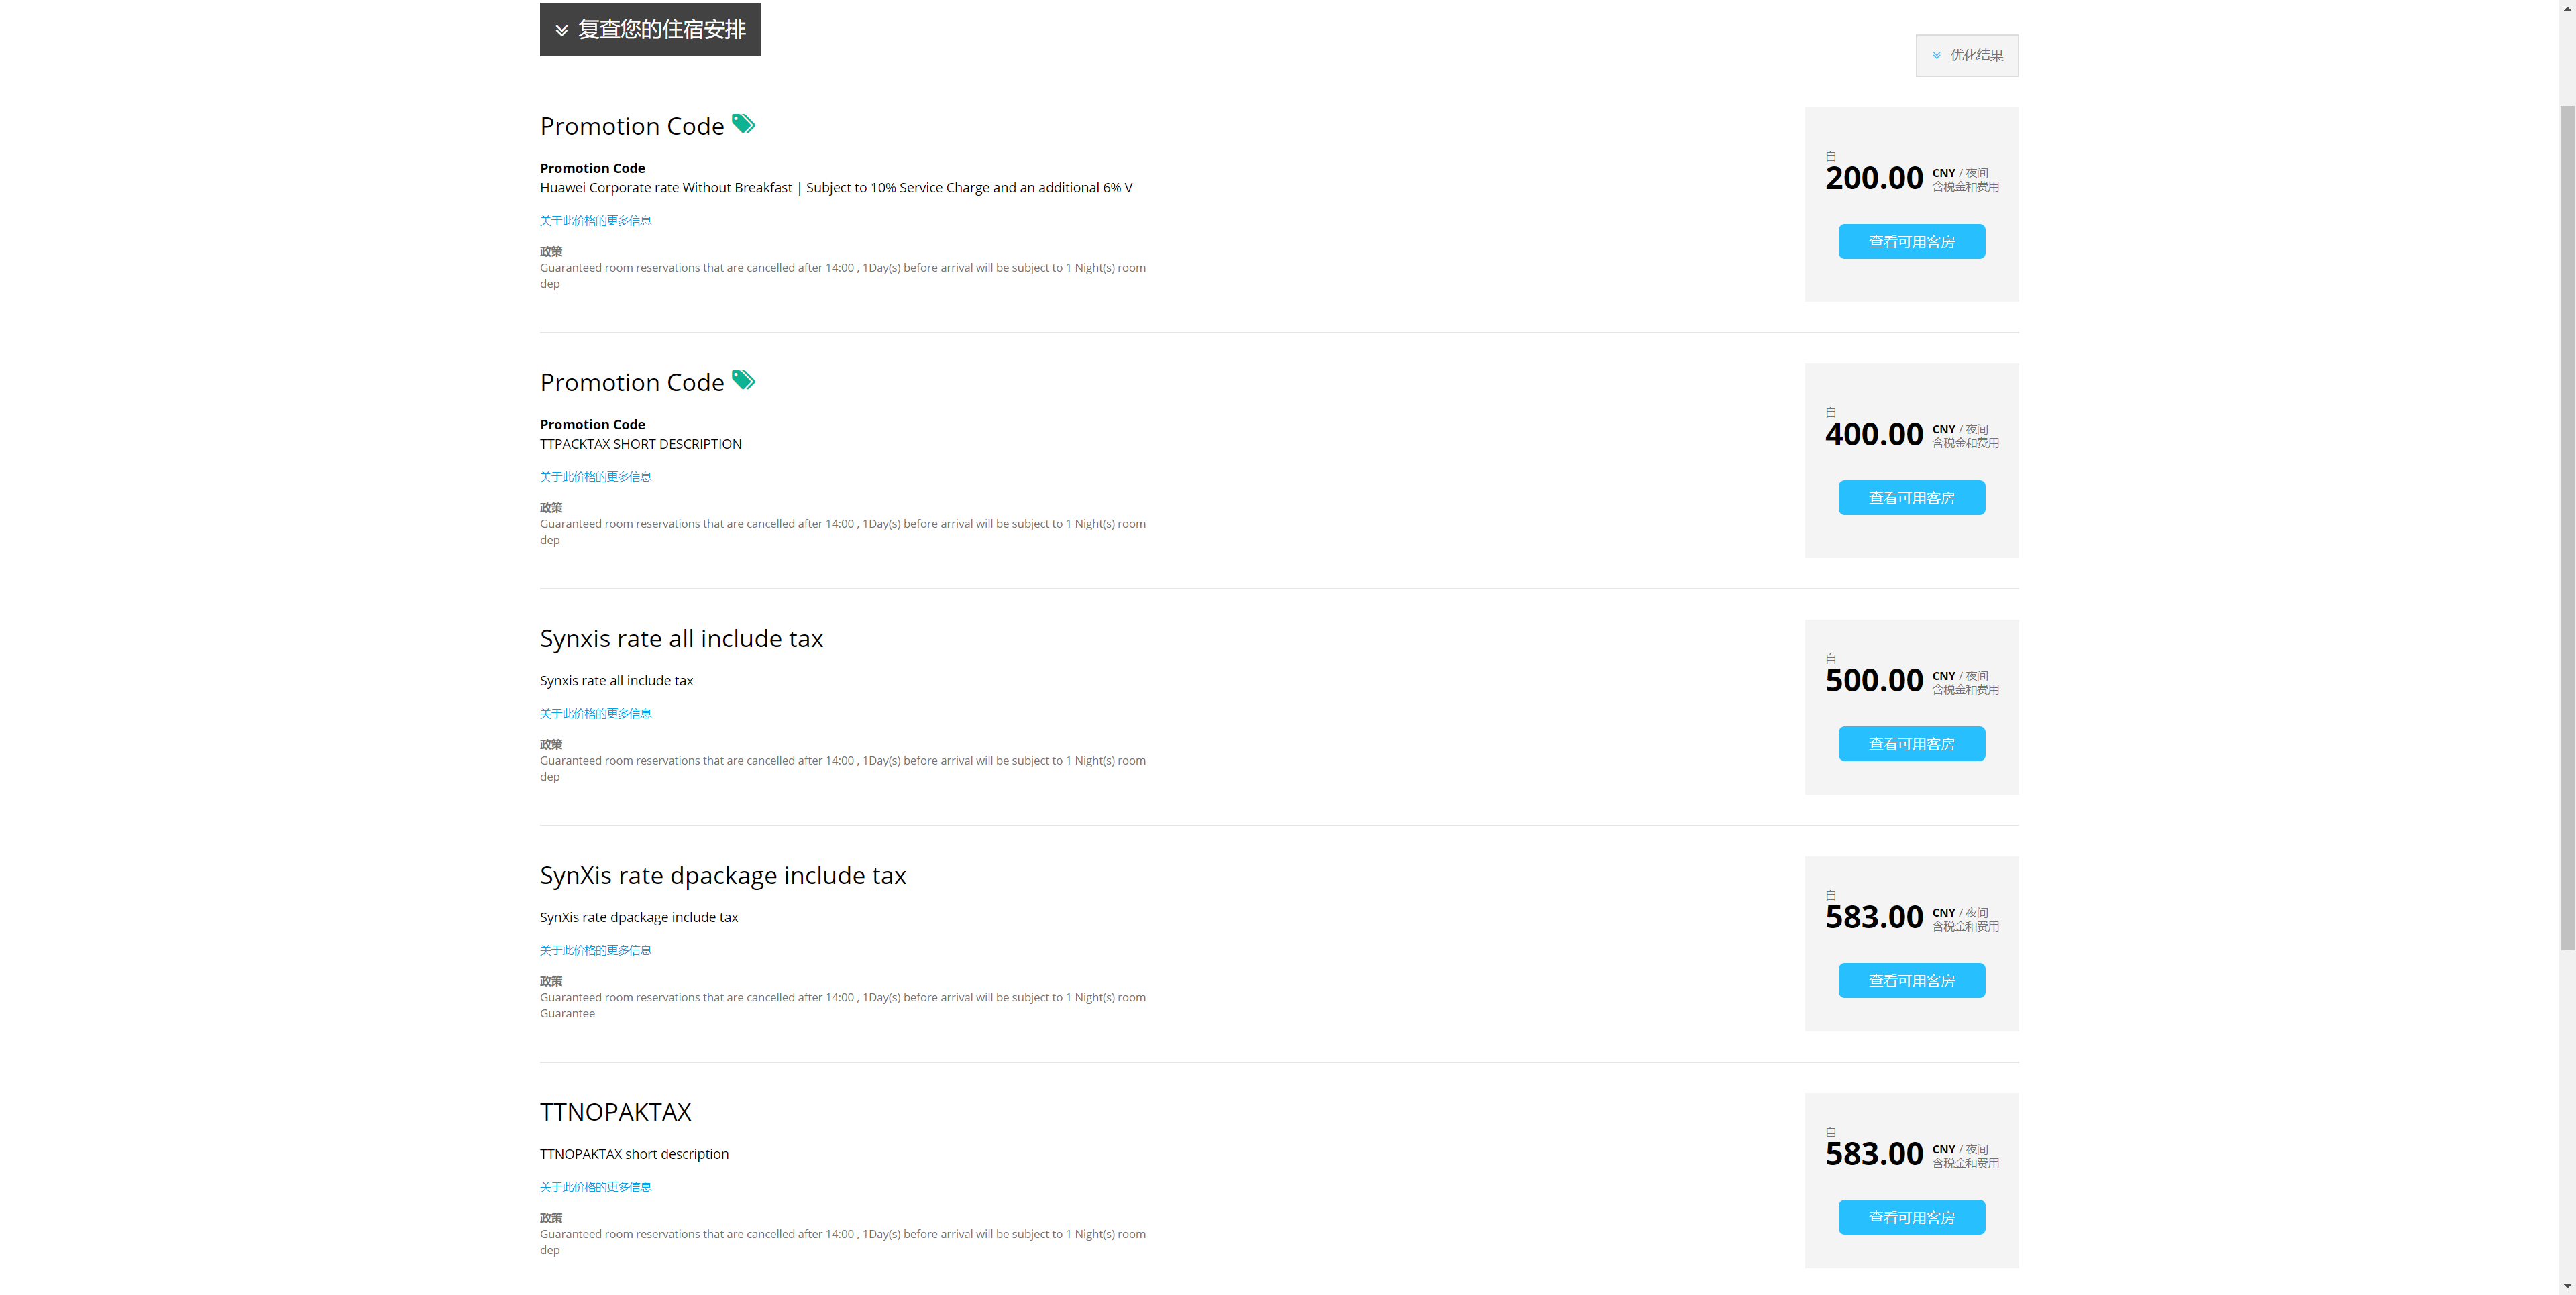 复查您的住宿安排
优化结果
Promotion Code
Promotion Code
Huawei Corporate rate Without Breakfast | Subject to 10% Service Charge and an additional 6% V
关于此价格的更多信息
政策
Guaranteed room reservations that are cancelled after 14:00 , 1Day(s) before arrival will be subject to 1 Night(s) room
dep
自
200.00 CNY / 夜间
含税金和费用
查看可用客房
Promotion Code
Promotion Code
TTPACKTAX SHORT DESCRIPTION
关于此价格的更多信息
政策
Guaranteed room reservations that are cancelled after 14:00 , 1Day(s) before arrival will be subject to 1 Night(s) room
dep
自
400.00 CNY / 夜间
含税金和费用
查看可用客房
Synxis rate all include tax
Synxis rate all include tax
关于此价格的更多信息
政策
Guaranteed room reservations that are cancelled after 14:00 , 1Day(s) before arrival will be subject to 1 Night(s) room
dep
自
500.00 CNY / 夜间
含税金和费用
查看可用客房
SynXis rate dpackage include tax
SynXis rate dpackage include tax
关于此价格的更多信息
政策
Guaranteed room reservations that are cancelled after 14:00 , 1Day(s) before arrival will be subject to 1 Night(s) room
Guarantee
自
583.00 CNY / 夜间
含税金和费用
查看可用客房
TTNOPAKTAX
TTNOPAKTAX short description
关于此价格的更多信息
政策
Guaranteed room reservations that are cancelled after 14:00 , 1Day(s) before arrival will be subject to 1 Night(s) room
dep
自
583.00 CNY / 夜间
含税金和费用
查看可用客房